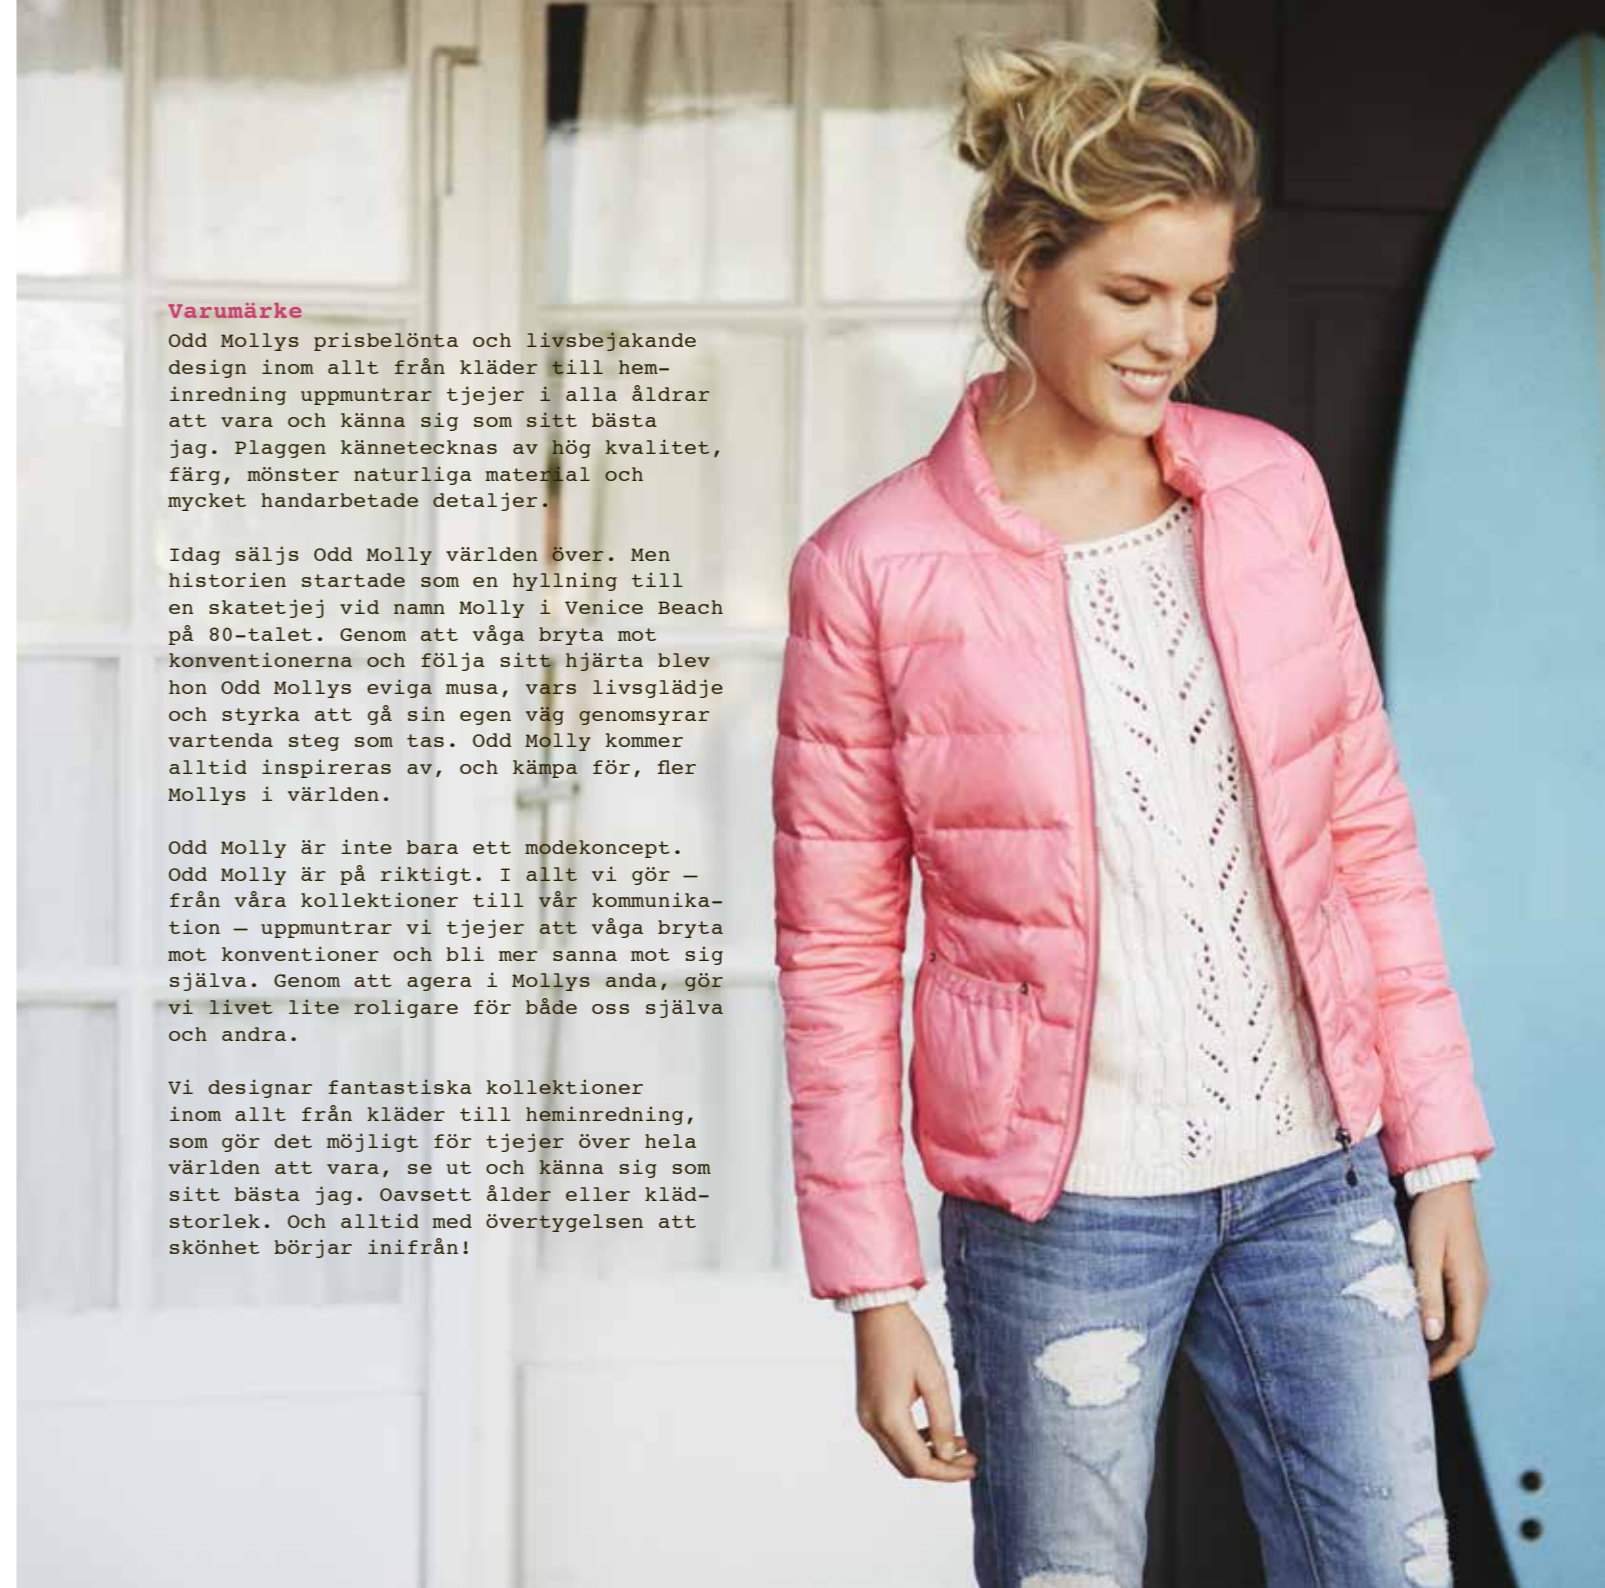 Varumärke
Odd Mollys prisbelönta och livsbejakande
design inom allt från kläder till hem-
inredning uppmuntrar tjejer i alla åldrar
att vara och känna sig som sitt bästa
jag. Plaggen kännetecknas av hög kvalitet,
färg, mönster naturliga material och
mycket handarbetade detaljer.
Idag säljs Odd Molly världen över. Men
historien startade som en hyllning till
en skatetjej vid namn Molly i Venice Beach
på 80-talet. Genom att våga bryta mot
konventionerna och följa sitt hjärta blev
hon Odd Mollys eviga musa, vars livsglädje
och styrka att gå sin egen väg genomsyrar
vartenda steg som tas. Odd Molly kommer
alltid inspireras av, och kämpa för, fler
Mollys i världen.
Odd Molly är inte bara ett modekoncept.
Odd Molly är på riktigt. I allt vi gör –
från våra kollektioner till vår kommunika-
tion – uppmuntrar vi tjejer att våga bryta
mot konventioner och bli mer sanna mot sig
själva. Genom att agera i Mollys anda, gör
vi livet lite roligare för både oss själva
och andra.
Vi designar fantastiska kollektioner
inom allt från kläder till heminredning,
som gör det möjligt för tjejer över hela
världen att vara, se ut och känna sig som
sitt bästa jag. Oavsett ålder eller kläd-
storlek. Och alltid med övertygelsen att
skönhet börjar inifrån!